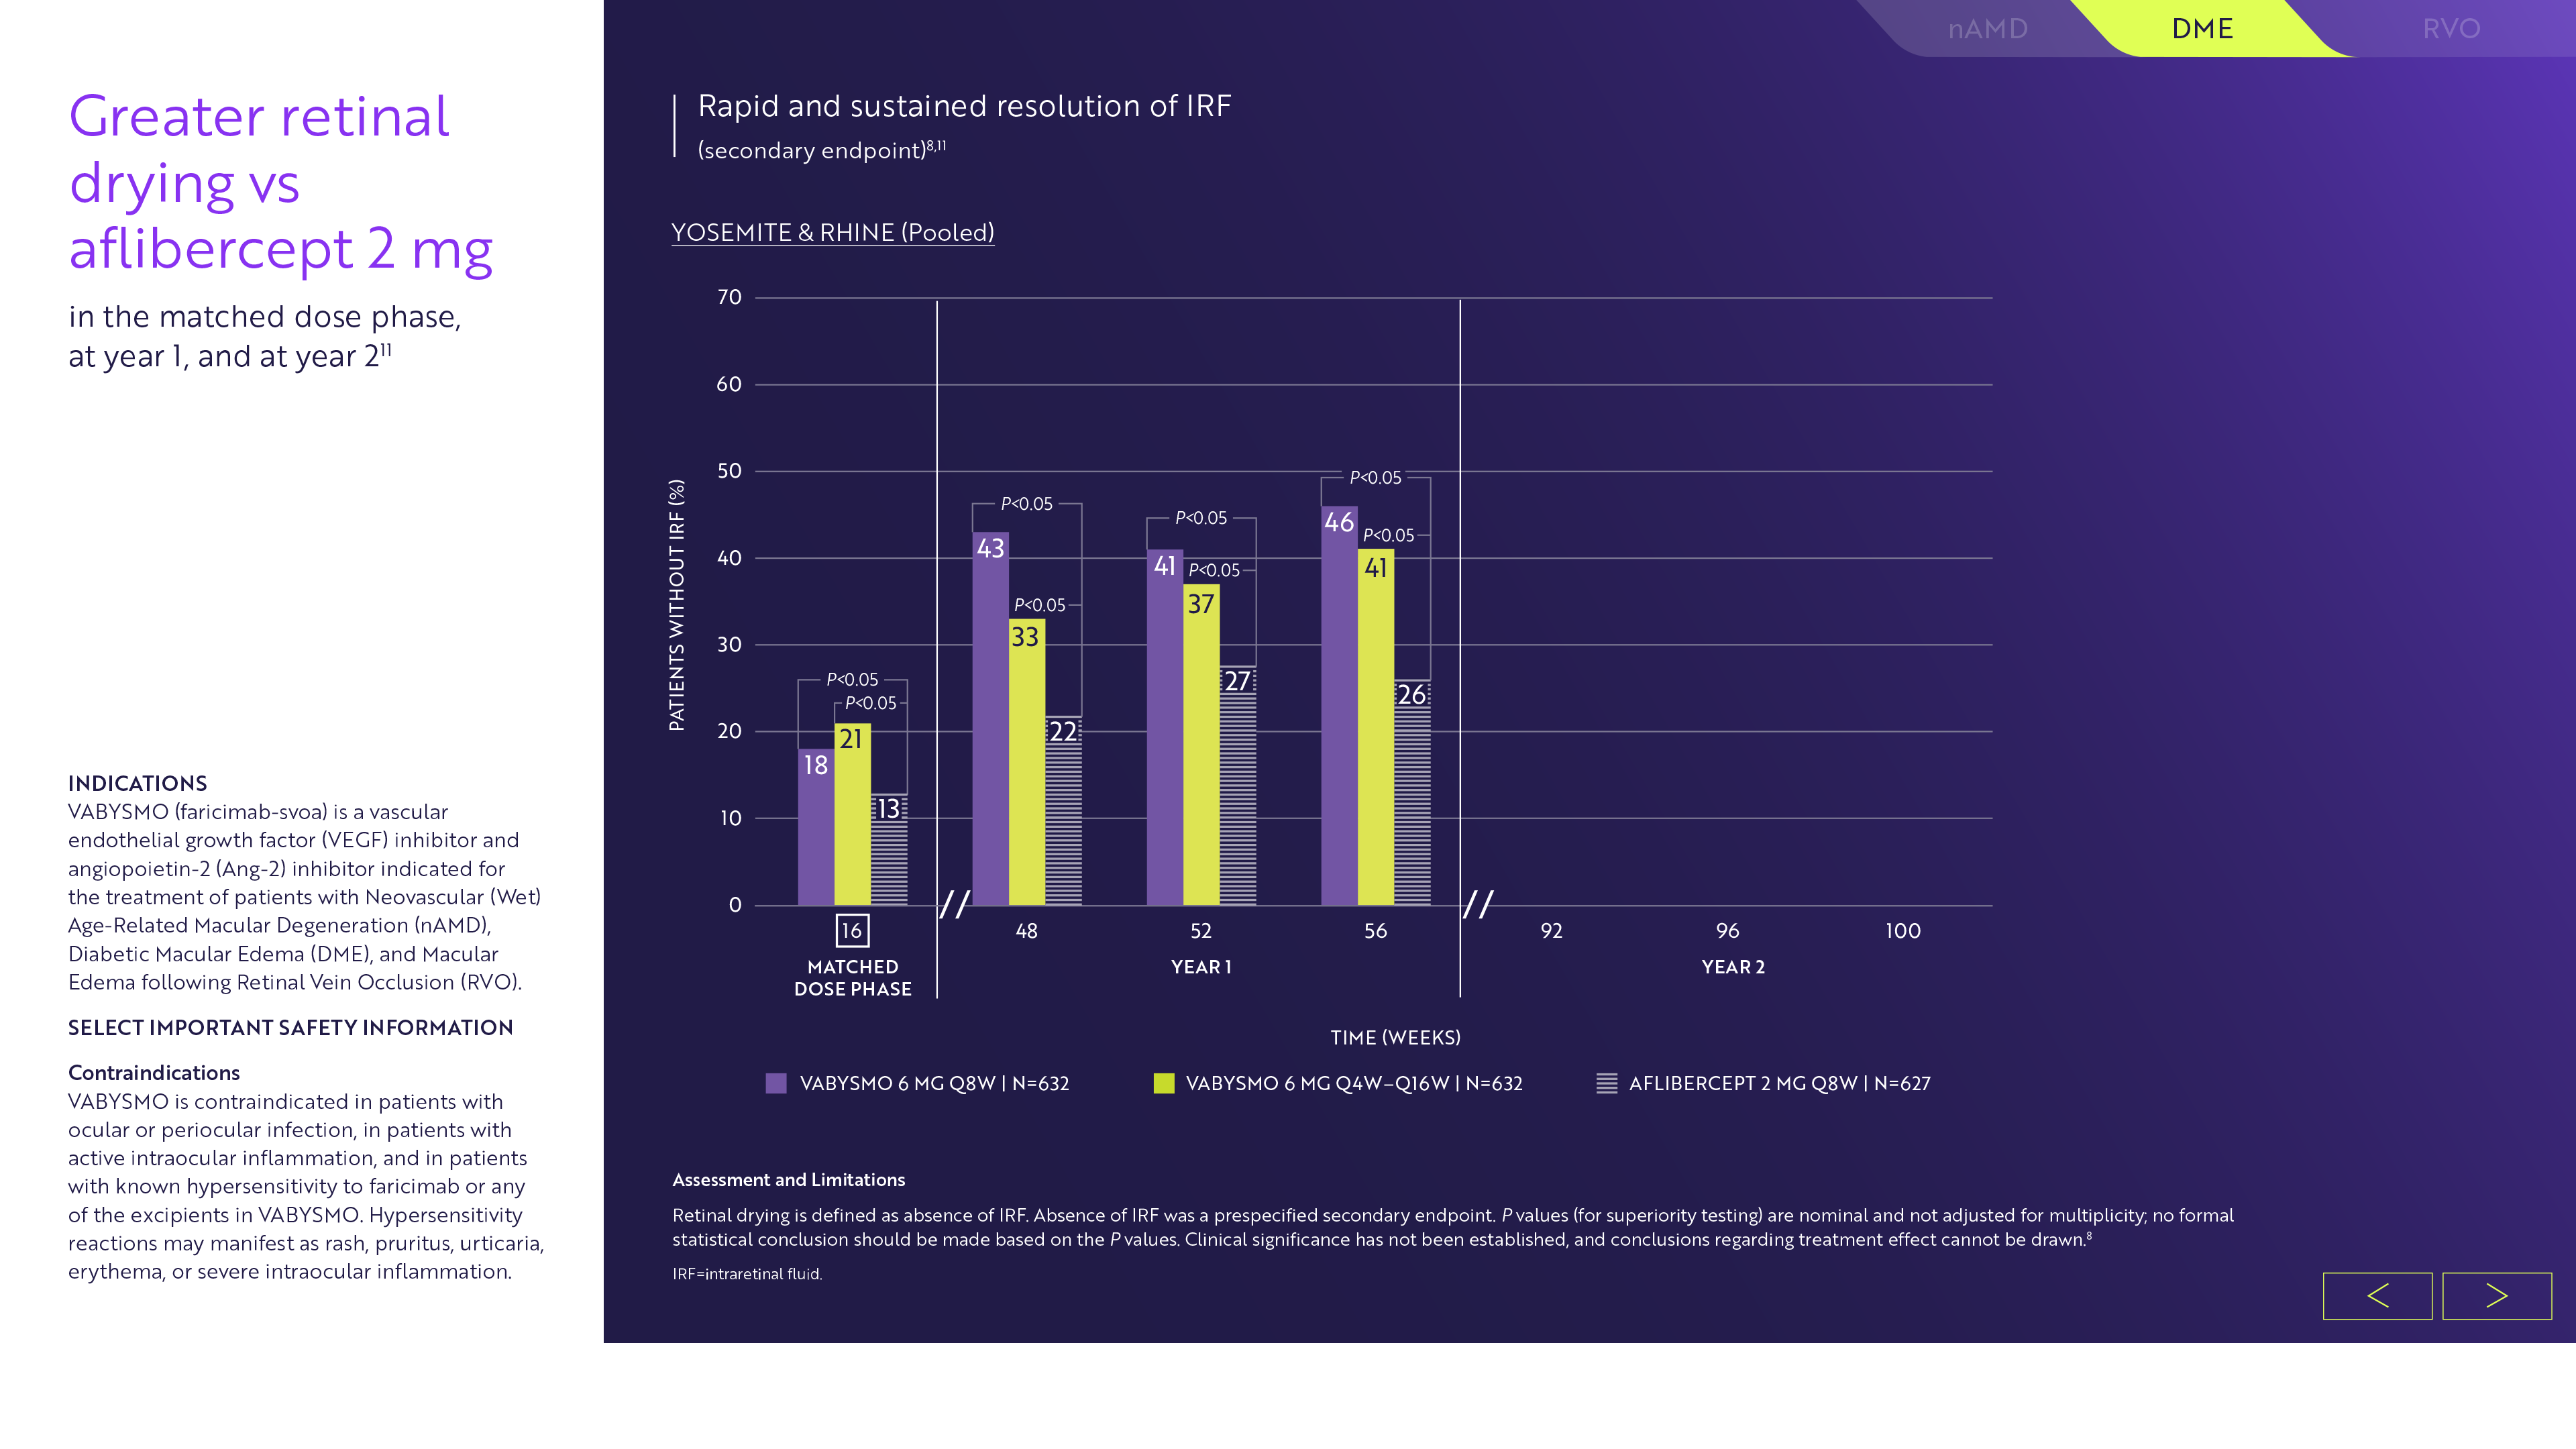 nAMD
DME
RVO
Greater retinal
drying vs
aflibercept 2 mg
in the matched dose phase,
at year 1, and at year 2¹¹
INDICATIONS
VABYSMO (faricimab-svoa) is a vascular
endothelial growth factor (VEGF) inhibitor and
angiopoietin-2 (Ang-2) inhibitor indicated for
the treatment of patients with Neovascular (Wet)
Age-Related Macular Degeneration (nAMD),
Diabetic Macular Edema (DME), and Macular
Edema following Retinal Vein Occlusion (RVO).
SELECT IMPORTANT SAFETY INFORMATION
Contraindications
VABYSMO is contraindicated in patients with
ocular or periocular infection, in patients with
active intraocular inflammation, and in patients
with known hypersensitivity to faricimab or any
of the excipients in VABYSMO. Hypersensitivity
reactions may manifest as rash, pruritus, urticaria,
erythema, or severe intraocular inflammation.
Rapid and sustained resolution of IRF
(secondary endpoint)⁸,¹¹
YOSEMITE & RHINE (Pooled)
PATIENTS WITHOUT IRF (%)
70
60
50
40
30
20
10
0
P<0.05
P<0.05
18
21
13
P<0.05
P<0.05
43
33
22
P<0.05
P<0.05
41
37
27
P<0.05
P<0.05
46
41
26
16
48
52
56
92
96
100
MATCHED
DOSE PHASE
YEAR 1
YEAR 2
TIME (WEEKS)
VABYSMO 6 MG Q8W | N=632
VABYSMO 6 MG Q4W–Q16W | N=632
AFLIBERCEPT 2 MG Q8W | N=627
Assessment and Limitations
Retinal drying is defined as absence of IRF. Absence of IRF was a prespecified secondary endpoint. P values (for superiority testing) are nominal and not adjusted for multiplicity; no formal
statistical conclusion should be made based on the P values. Clinical significance has not been established, and conclusions regarding treatment effect cannot be drawn.⁸
IRF=intraretinal fluid.
< >